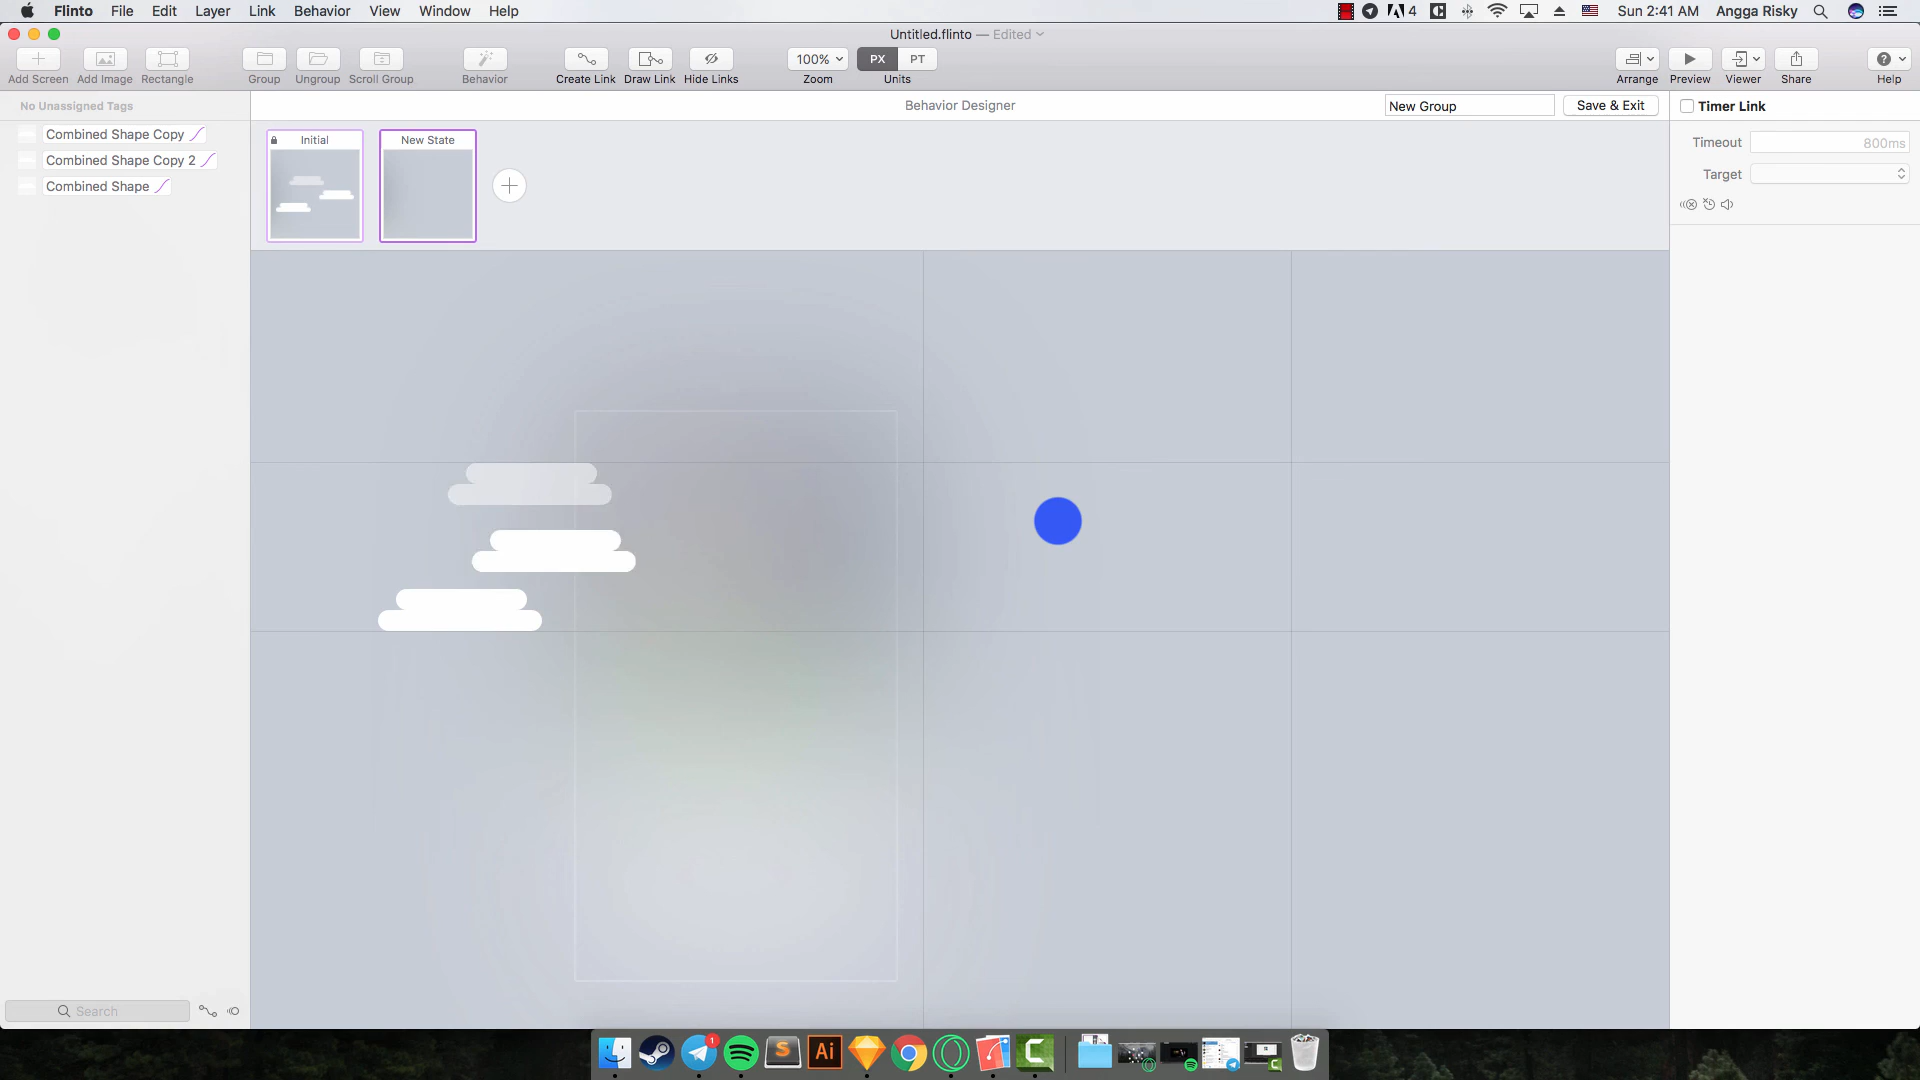 Flinto File Edit Layer Link Behavior View Window Help
4 Sun 2:41 AM Angga Risky
Untitled.flinto — Edited
100% PX PT
Add Screen Add Image Rectangle Group Ungroup Scroll Group Behavior Create Link Draw Link Hide Links Zoom Units Arrange Preview Viewer Share Help
No Unassigned Tags
Behavior Designer
New Group
Save & Exit
Timer Link
Combined Shape Copy
Combined Shape Copy 2
Combined Shape
Initial
New State
Timeout 800ms
Target
Search
1
S
Ai
C